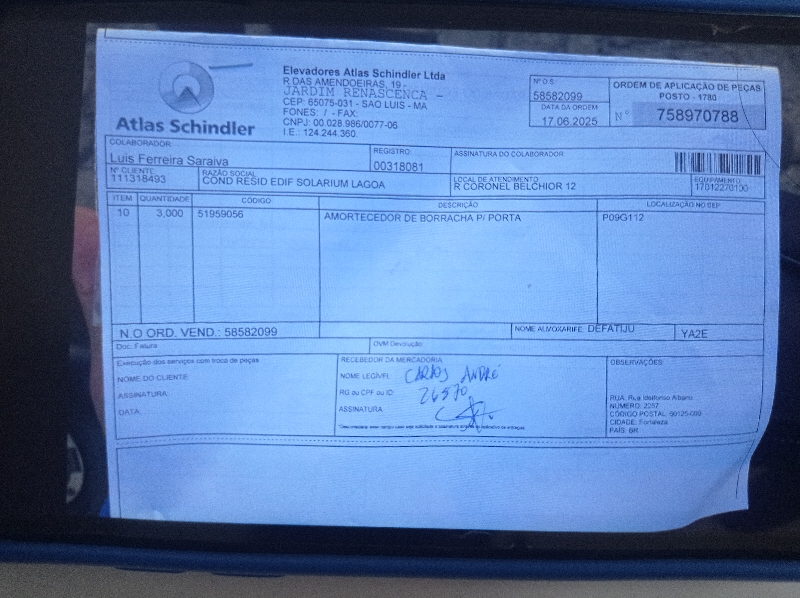 Atlas Schindler
Elevadores Atlas Schindler Ltda
R DAS AMENDOEIRAS, 19 -
JARDIM RENASCENCA -
CEP: 65075-031 - SAO LUIS - MA
FONES: / - FAX:
CNPJ: 00.028.986/0077-06
I.E.: 124.244.360
Nº O.S.
58582099
DATA DA ORDEM
17.06.2025
ORDEM DE APLICAÇÃO DE PEÇAS
POSTO - 1780
Nº 758970788
COLABORADOR
Luis Ferreira Saraiva
REGISTRO
00318081
ASSINATURA DO COLABORADOR
Nº CLIENTE
111318493
RAZÃO SOCIAL
COND RESID EDIF SOLARIUM LAGOA
LOCAL DE ATENDIMENTO
R CORONEL BELCHIOR 12
EQUIPAMENTO
17012270100
ITEM QUANTIDADE CÓDIGO DESCRIÇÃO LOCALIZAÇÃO NO DEP
10 3,000 51959056 AMORTECEDOR DE BORRACHA P/ PORTA P09G112
N.O ORD. VEND.: 58582099 NOME ALMOXARIFE. DEFATIJU YA2E
Doc. Fatura OVM Devolução
Execução dos serviços com troca de peças
NOME DO CLIENTE
ASSINATURA
DATA
RECEBEDOR DA MERCADORIA
NOME LEGÍVEL CARLOS ANDRÉ
RG ou CPF ou ID 26570
ASSINATURA
OBSERVAÇÕES
RUA: Rua Ildefonso Albano
NÚMERO: 2257
CÓDIGO POSTAL: 60125-000
CIDADE: Fortaleza
PAÍS: BR